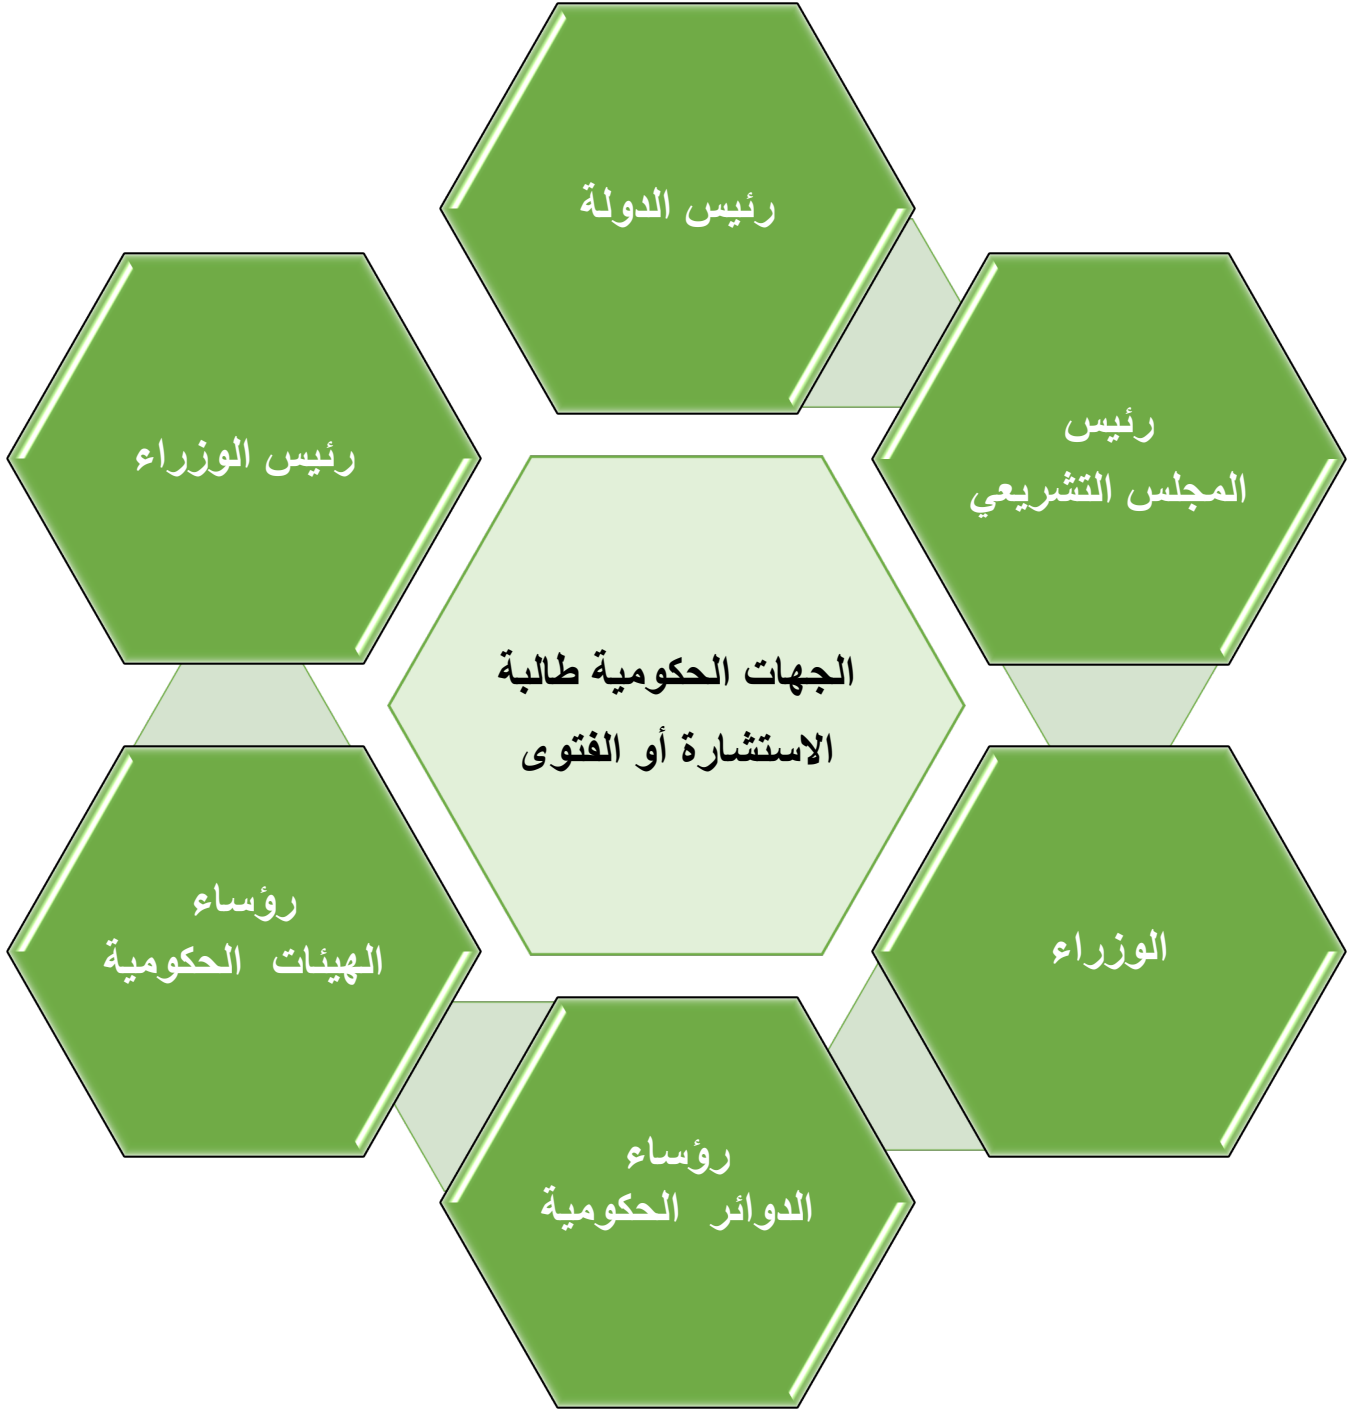 رئيس الدولة
رئيس
المجلس التشريعي
رئيس الوزراء
الجهات الحكومية طالبة
الاستشارة أو الفتوى
الوزراء
رؤساء
الهيئات الحكومية
رؤساء
الدوائر الحكومية